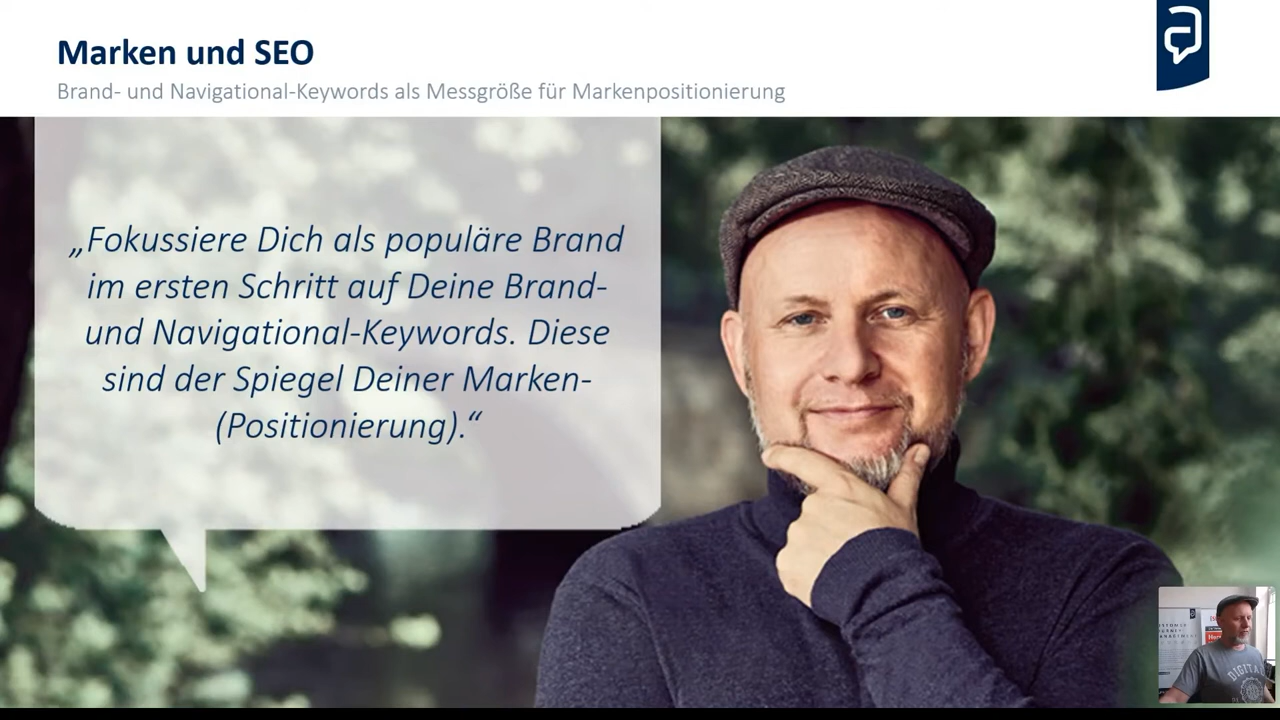 Marken und SEO
Brand- und Navigational-Keywords als Messgröße für Markenpositionierung
„Fokussiere Dich als populäre Brand
im ersten Schritt auf Deine Brand-
und Navigational-Keywords. Diese
sind der Spiegel Deiner Marken-
(Positionierung).“
DIGITAL